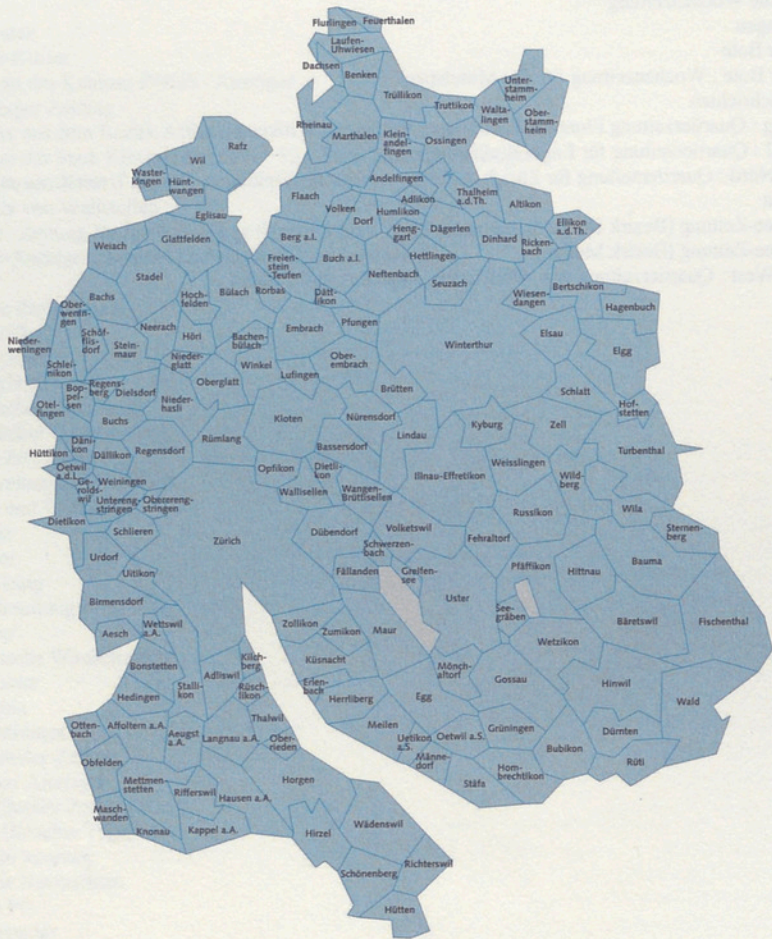 Flurlingen
Feuerthalen
Laufen-
Uhwiesen
Dachsen
Benken
Trüllikon
Truttikon
Unter-
stamm-
heim
Walta-
lingen
Ober-
stamm-
heim
Rheinau
Marthalen
Klein-
andel-
fingen
Ossingen
Rafz
Wil
Waster-
kingen
Hünt-
wangen
Andelfingen
Eglisau
Flaach
Volken
Dorf
Humlikon
Adlikon
Thalheim
a.d.Th.
Altikon
Ellikon
a.d.Th.
Weiach
Glattfelden
Berg a.I.
Buch a.I.
Heng-
gart
Dägerlen
Dinhard
Ricken-
bach
Stadel
Freien-
stein
Teufen
Hettlingen
Neftenbach
Seuzach
Bertschikon
Bachs
Hoch-
felden
Bülach
Rorbas
Dätt-
likon
Wiesen-
dangen
Hagenbuch
Ober-
wenin-
gen
Schöf-
flis-
dorf
Stein-
maur
Neerach
Höri
Bachen-
bülach
Embrach
Pfungen
Winterthur
Elsau
Elgg
Nieder-
weningen
Schlei-
nikon
Nieder-
glatt
Winkel
Ober-
embrach
Oberglatt
Lufingen
Brütten
Schlatt
Hof-
stetten
Otel-
fingen
Bop-
pel-
sen
Regens-
berg
Dielsdorf
Nieder-
hasli
Buchs
Kloten
Nürensdorf
Lindau
Kyburg
Zell
Turbenthal
Hüttikon
Däni-
kon
Dällikon
Regensdorf
Rümlang
Bassersdorf
Opfikon
Dietli-
kon
Wallisellen
Wangen-
Brüttisellen
Illnau-Effretikon
Weisslingen
Wild-
berg
Oetwil
a.d.L.
Ge-
rolds-
wil
Weiningen
Untereng-
stringen
Oberereng-
stringen
Dietikon
Schlieren
Zürich
Dübendorf
Volketswil
Russikon
Wila
Sternen-
berg
Schwerzen-
bach
Fehraltorf
Urdorf
Uitikon
Fällanden
Greifen-
see
Uster
Pfäffikon
Hittnau
Bauma
Birmensdorf
See-
gräben
Bäretswil
Fischenthal
Aesch
Wettswil
a.A.
Zollikon
Zumikon
Maur
Wetzikon
Bonstetten
Kilch-
berg
Küsnacht
Mönch-
altorf
Gossau
Hinwil
Stalli-
kon
Adliswil
Rüsch-
likon
Erlen-
bach
Hedingen
Herrliberg
Egg
Wald
Otten-
bach
Affoltern a.A.
Aeugst
a.A.
Langnau a.A.
Thalwil
Ober-
rieden
Meilen
Uetikon
a.S.
Oetwil a.S.
Grüningen
Bubikon
Dürnten
Obfelden
Männe-
dorf
Stäfa
Hom-
brechtikon
Rüti
Mettmen-
stetten
Rifferswil
Hausen a.A.
Horgen
Masch-
wanden
Knonau
Kappel a.A.
Hirzel
Wädenswil
Schönenberg
Richterswil
Hütten